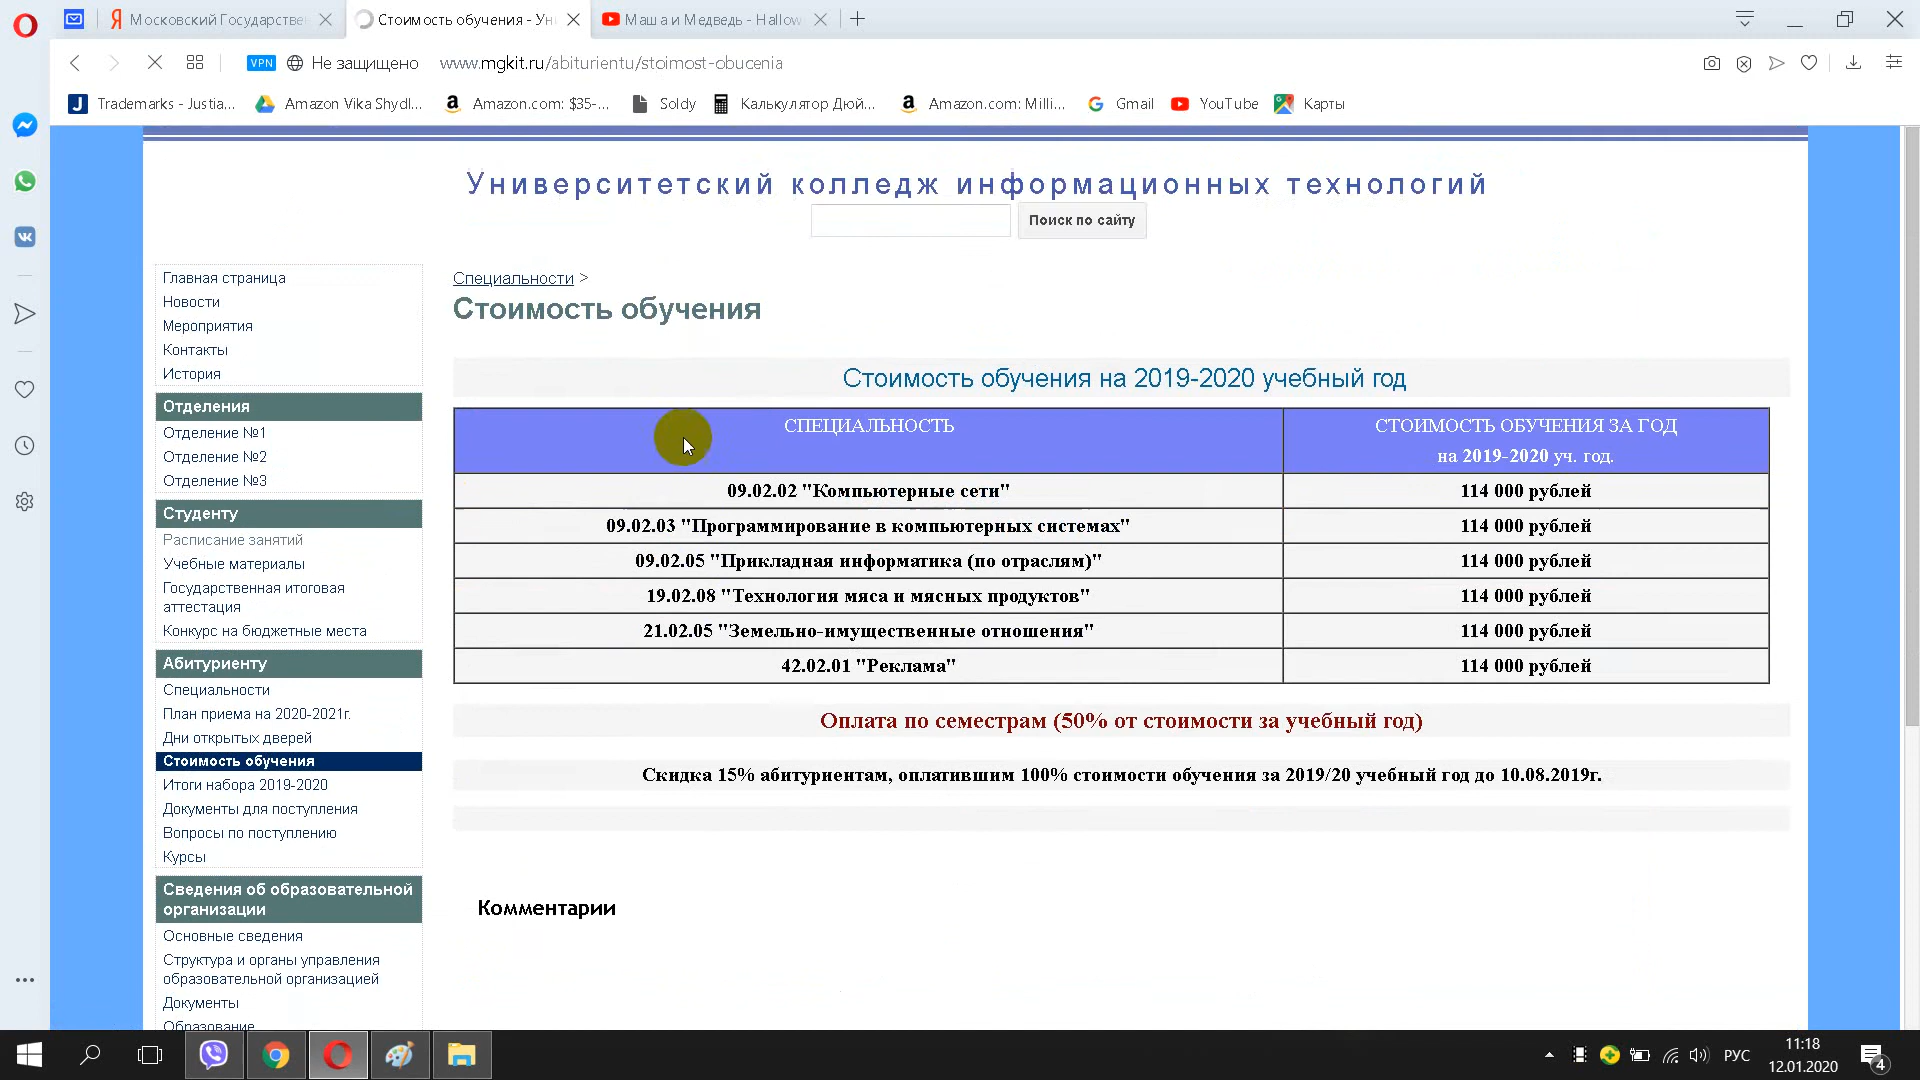 Московский Государствен
Стоимость обучения - Ун
Маша и Медведь - Hallow
VPN
Не защищено
www.mgkit.ru/abiturientu/stoimost-obucenia
Trademarks - Justia...
Amazon Vika Shydl...
Amazon.com: $35-...
Soldy
Калькулятор Дюй...
Amazon.com: Milli...
Gmail
YouTube
Карты
Университетский колледж информационных технологий
Поиск по сайту
Главная страница
Новости
Мероприятия
Контакты
История
Отделения
Отделение №1
Отделение №2
Отделение №3
Студенту
Расписание занятий
Учебные материалы
Государственная итоговая
аттестация
Конкурс на бюджетные места
Абитуриенту
Специальности
План приема на 2020-2021г.
Дни открытых дверей
Стоимость обучения
Итоги набора 2019-2020
Документы для поступления
Вопросы по поступлению
Курсы
Сведения об образовательной
организации
Основные сведения
Структура и органы управления
образовательной организацией
Документы
Образование
Специальности >
Стоимость обучения
Стоимость обучения на 2019-2020 учебный год
СПЕЦИАЛЬНОСТЬ
СТОИМОСТЬ ОБУЧЕНИЯ ЗА ГОД
на 2019-2020 уч. год.
09.02.02 "Компьютерные сети" 114 000 рублей
09.02.03 "Программирование в компьютерных системах" 114 000 рублей
09.02.05 "Прикладная информатика (по отраслям)" 114 000 рублей
19.02.08 "Технология мяса и мясных продуктов" 114 000 рублей
21.02.05 "Земельно-имущественные отношения" 114 000 рублей
42.02.01 "Реклама" 114 000 рублей
Оплата по семестрам (50% от стоимости за учебный год)
Скидка 15% абитуриентам, оплатившим 100% стоимости обучения за 2019/20 учебный год до 10.08.2019г.
Комментарии
РУС
11:18
12.01.2020
4